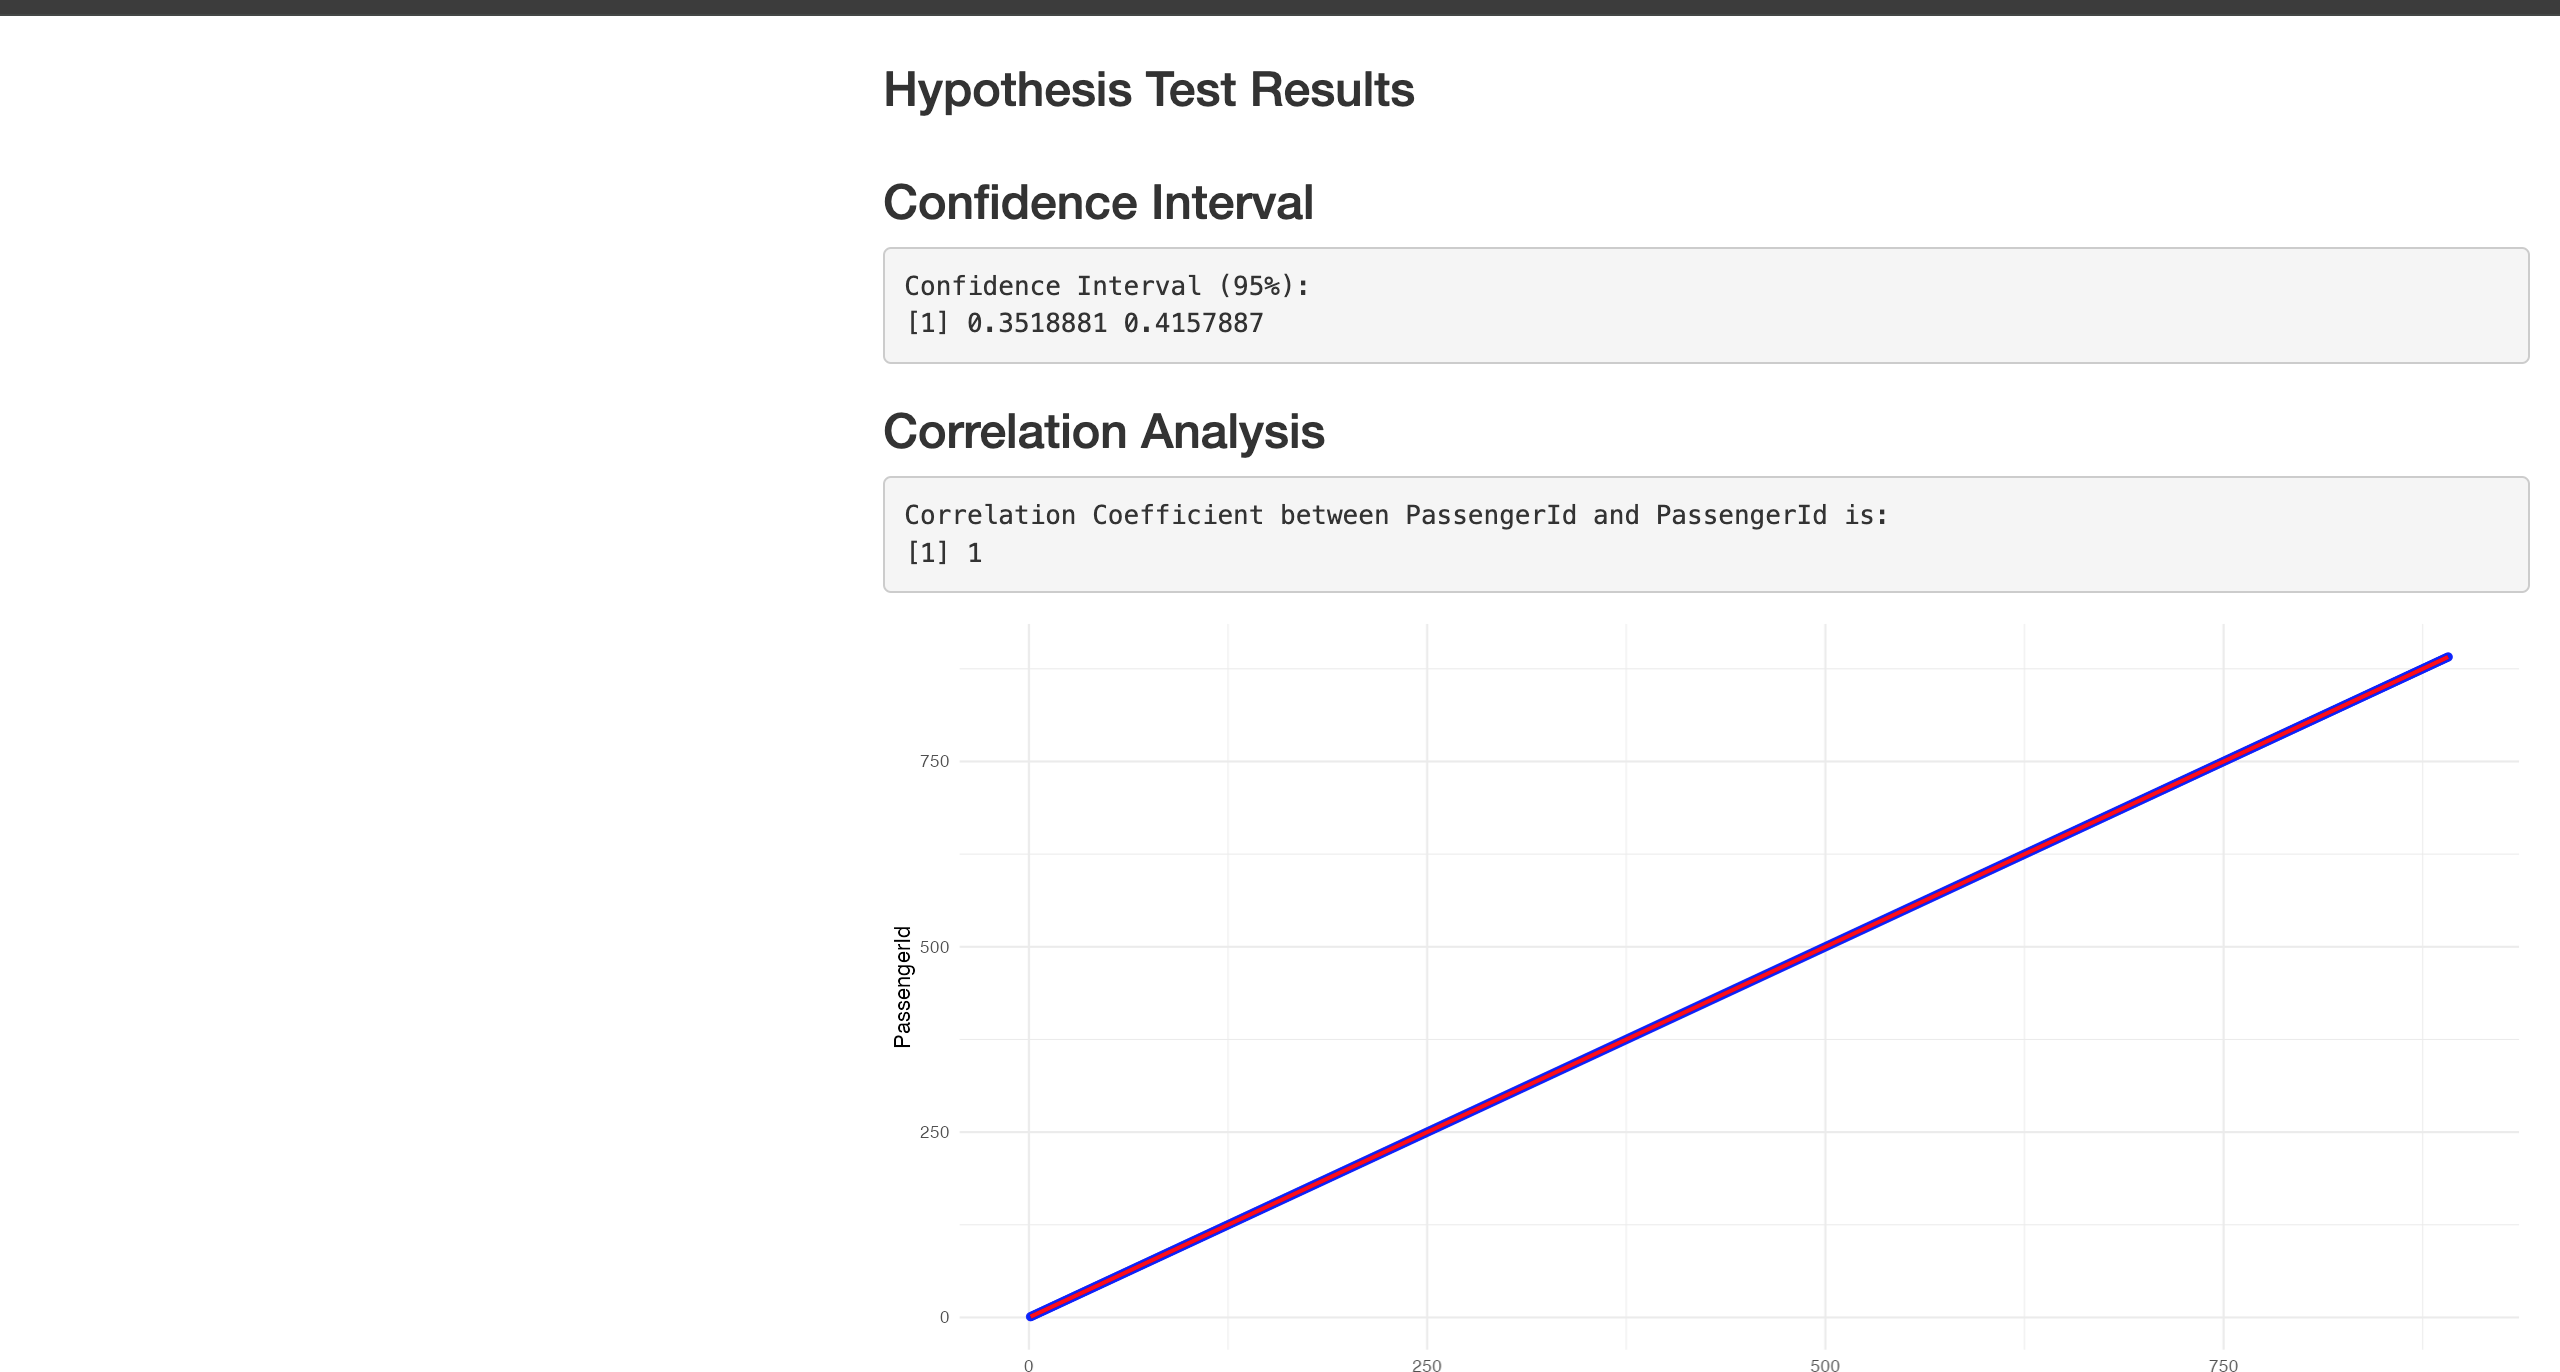 Hypothesis Test Results
Confidence Interval
Confidence Interval (95%):
[1] 0.3518881 0.4157887
Correlation Analysis
Correlation Coefficient between PassengerId and PassengerId is:
[1] 1
750
500
250
0
PassengerId
0 250 500 750